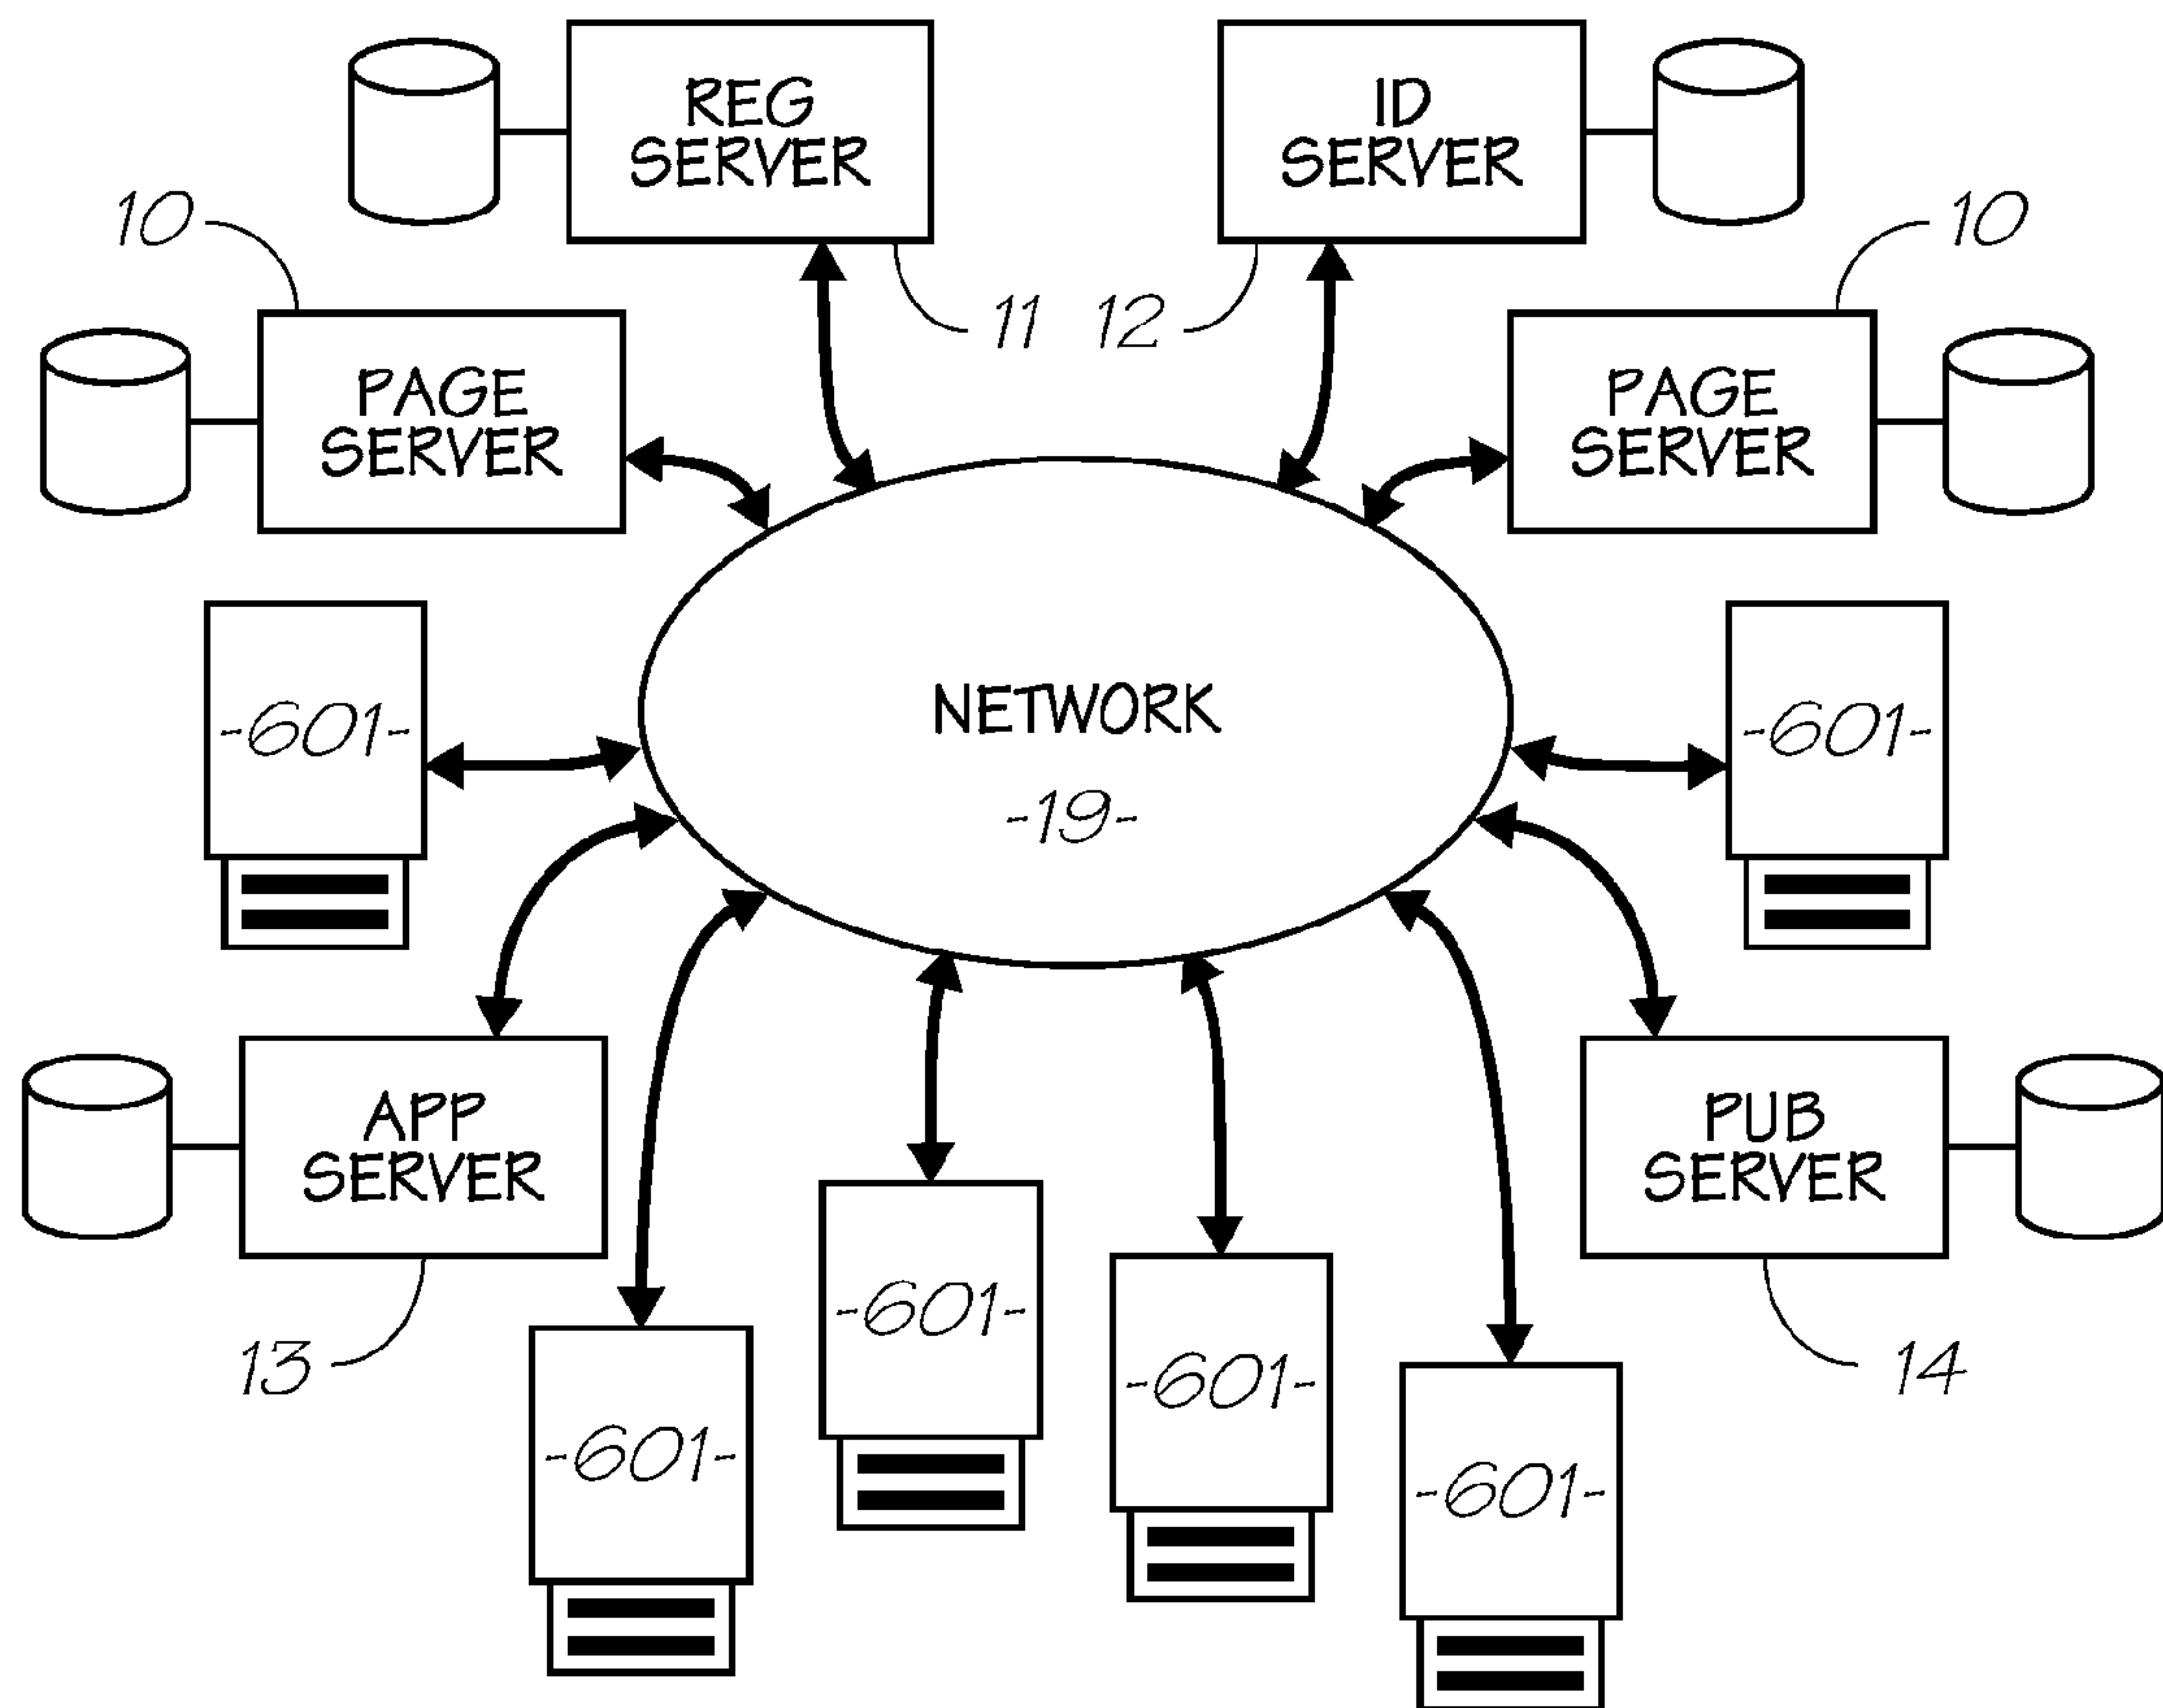 REG
SERVER
ID
SERVER
10
10
11
12
PAGE
SERVER
PAGE
SERVER
-601-
NETWORK
-19-
-601-
APP
SERVER
PUB
SERVER
-601-
-601-
13
14
-601-
-601-